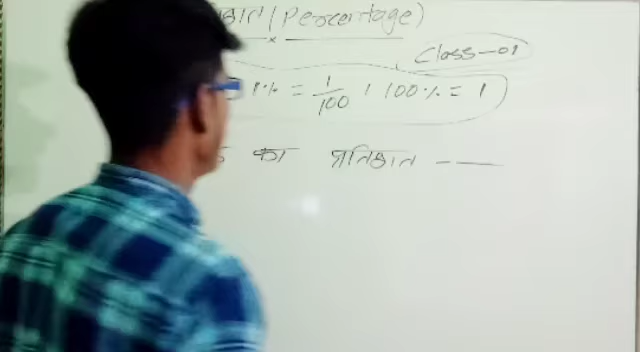 (Percentage)
Class-01
1% = 1/100, 100% = 1
का प्रतिशत ——